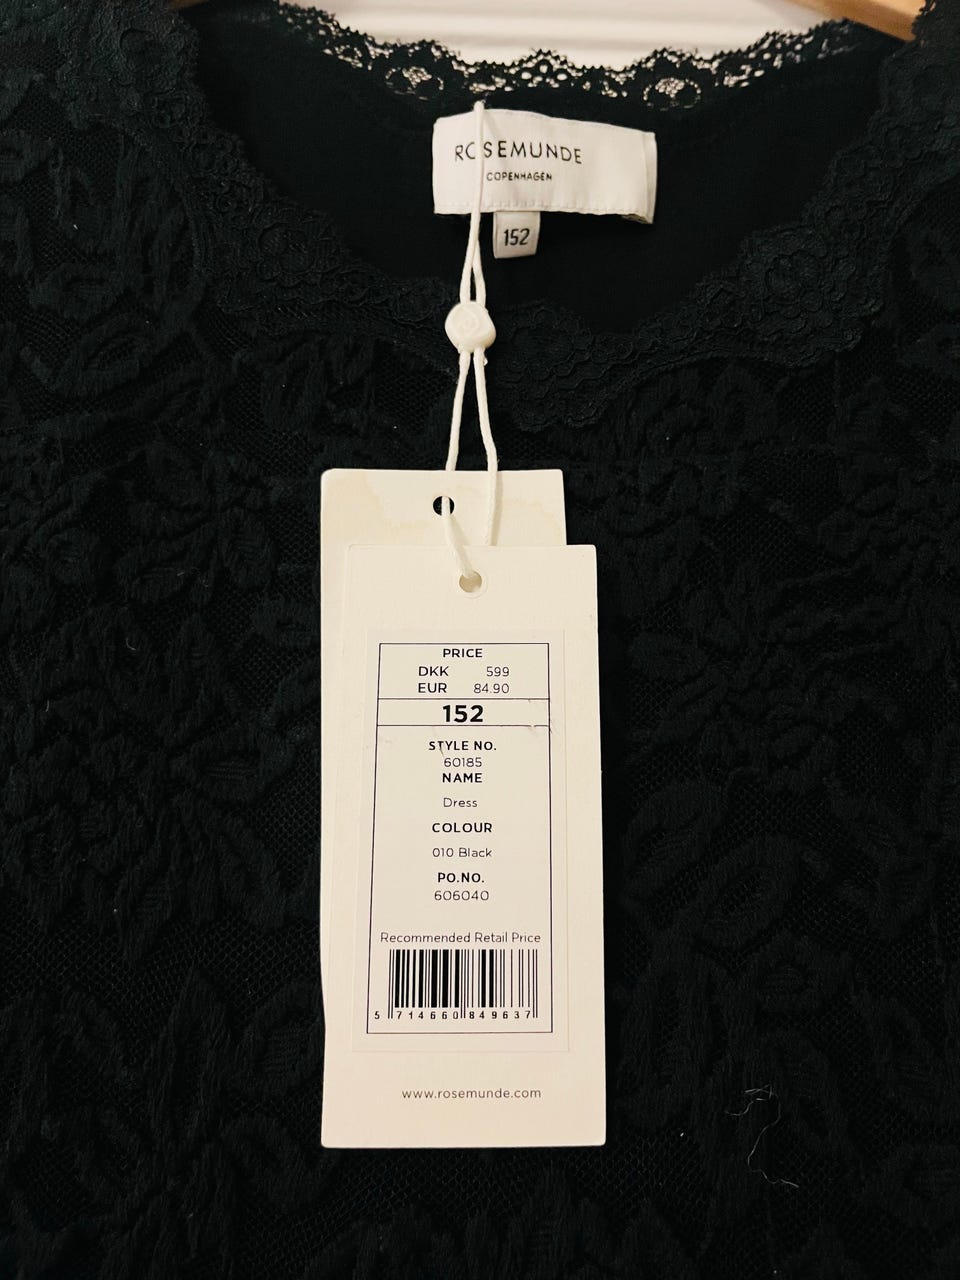 ROSEMUNDE
COPENHAGEN
152
PRICE
DKK 599
EUR 84.90
152
STYLE NO.
60185
NAME
Dress
COLOUR
010 Black
PO.NO.
606040
Recommended Retail Price
5 714660 849637
www.rosemunde.com